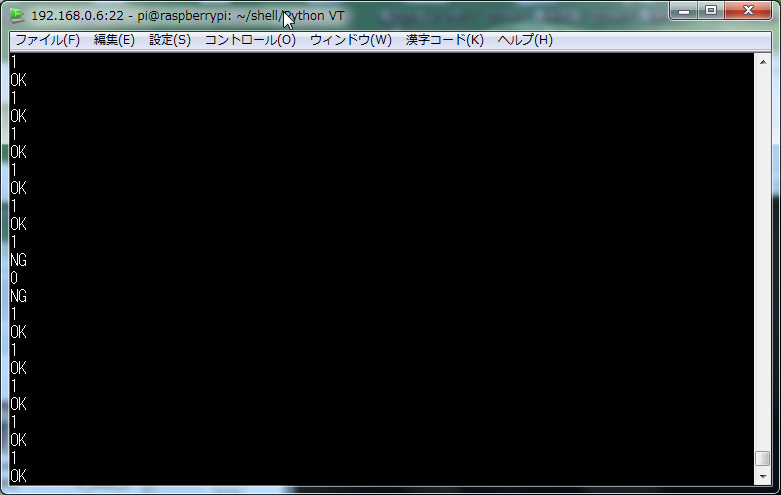 192.168.0.6:22 - pi@raspberrypi: ~/shell/Python VT
ファイル(F) 編集(E) 設定(S) コントロール(O) ウィンドウ(W) 漢字コード(K) ヘルプ(H)
1
OK
1
OK
1
OK
1
OK
1
OK
1
NG
0
NG
1
OK
1
OK
1
OK
1
OK
1
OK